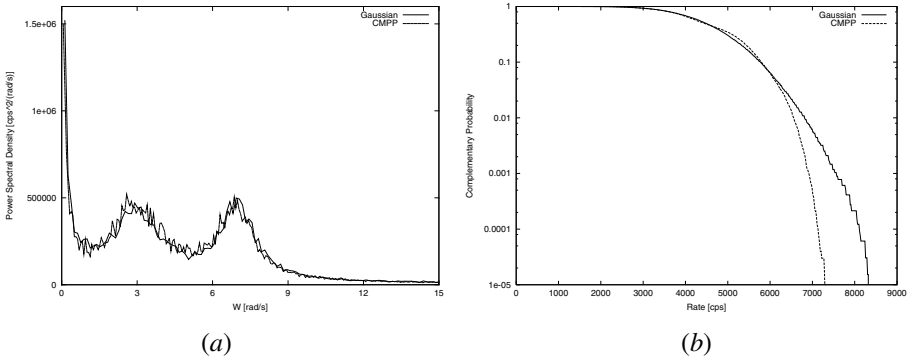 Gaussian
CMPP
1.5e+06
1e+06
500000
0
Power Spectral Density [cps^2/(rad/s)]
0 3 6 9 12 15
W [rad/s]
(a)
Gaussian
CMPP
1
0.1
0.01
0.001
0.0001
1e-05
Complementary Probability
0 1000 2000 3000 4000 5000 6000 7000 8000 9000
Rate [cps]
(b)